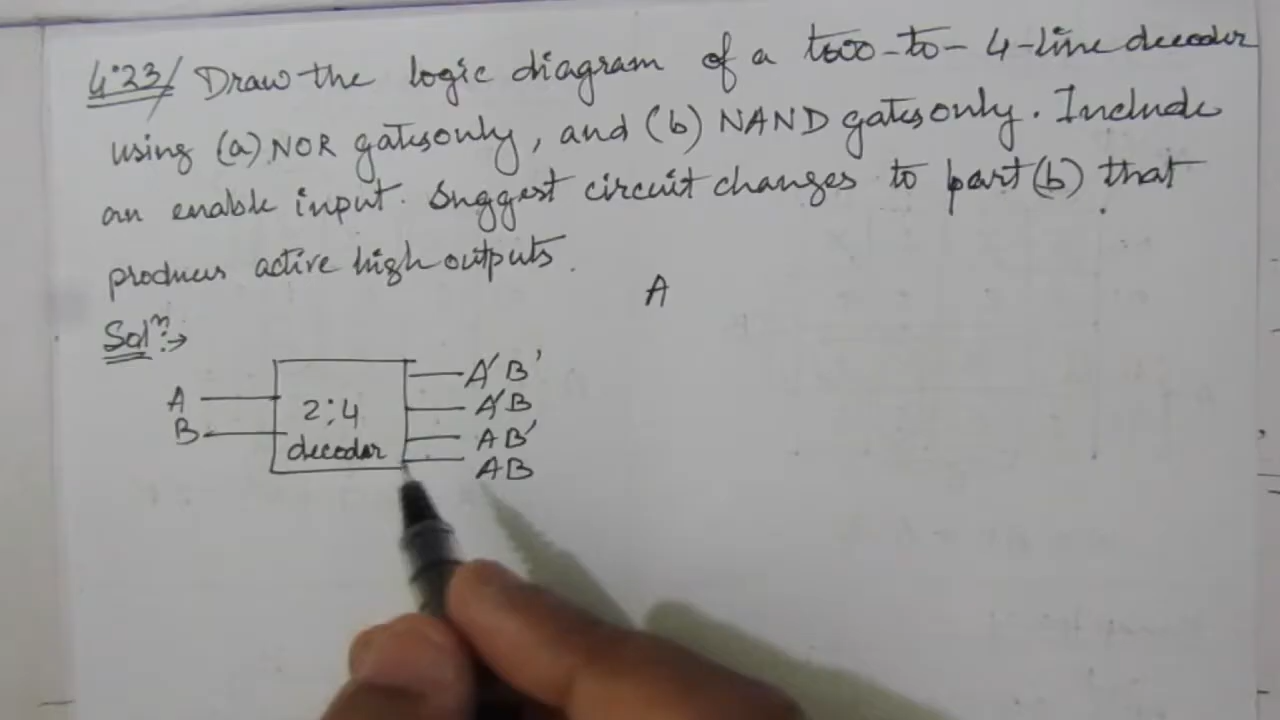 4.23/ Draw the logic diagram of a two-to-4-line decoder
using (a) NOR gates only, and (b) NAND gates only. Include
an enable input. Suggest circuit changes to part (b) that
produces active high outputs.
A
Solⁿ:→
A
B
2:4
decoder
A'B'
A'B
AB'
AB